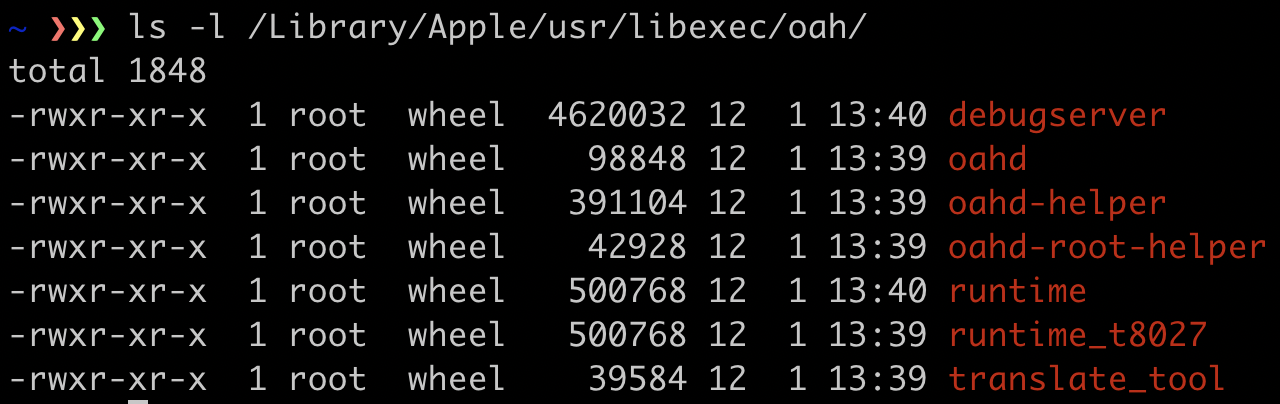 ~ ❯❯❯ ls -l /Library/Apple/usr/libexec/oah/
total 1848
-rwxr-xr-x  1 root  wheel  4620032 12  1 13:40 debugserver
-rwxr-xr-x  1 root  wheel    98848 12  1 13:39 oahd
-rwxr-xr-x  1 root  wheel   391104 12  1 13:39 oahd-helper
-rwxr-xr-x  1 root  wheel    42928 12  1 13:39 oahd-root-helper
-rwxr-xr-x  1 root  wheel   500768 12  1 13:40 runtime
-rwxr-xr-x  1 root  wheel   500768 12  1 13:39 runtime_t8027
-rwxr-xr-x  1 root  wheel    39584 12  1 13:39 translate_tool